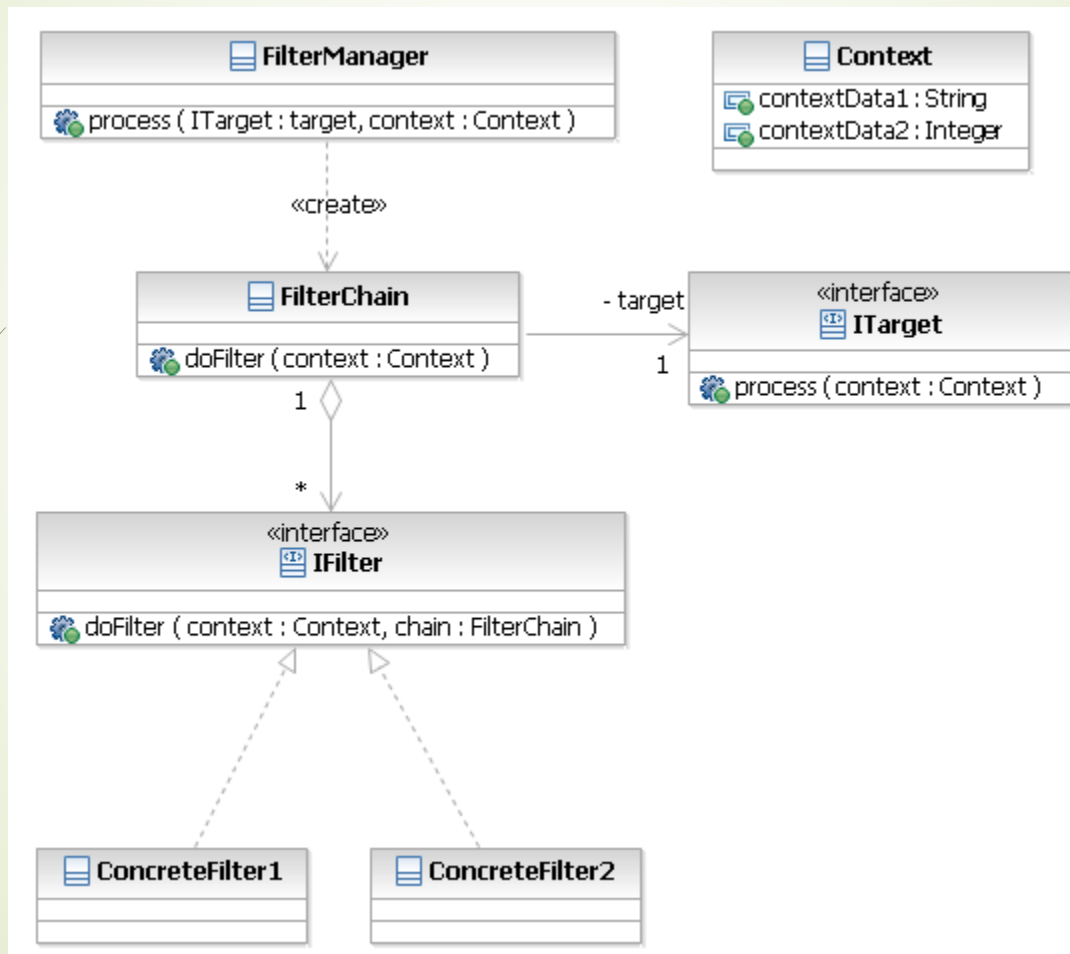 FilterManager
process ( ITarget : target, context : Context )
Context
contextData1 : String
contextData2 : Integer
«create»
FilterChain
doFilter ( context : Context )
- target
1
«interface»
ITarget
process ( context : Context )
1
*
«interface»
IFilter
doFilter ( context : Context, chain : FilterChain )
ConcreteFilter1
ConcreteFilter2